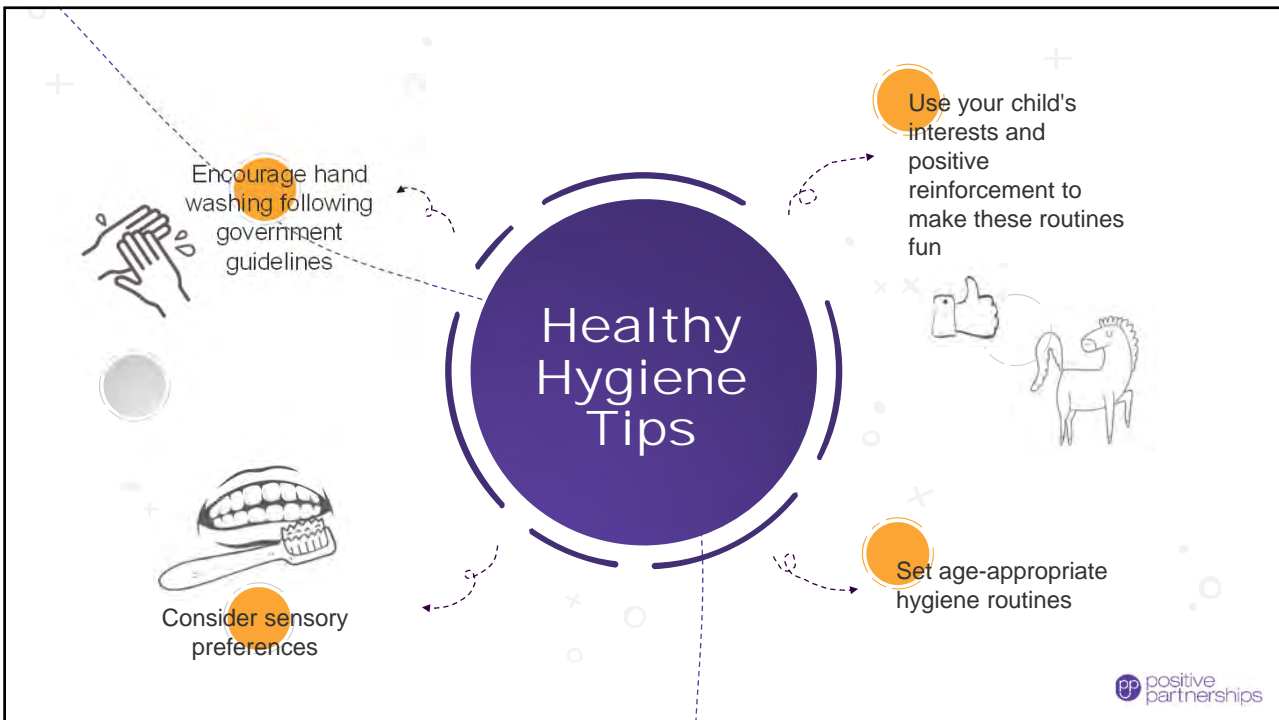 Encourage hand
washing following
government
guidelines
Use your child's
interests and
positive
reinforcement to
make these routines
fun
Healthy
Hygiene
Tips
Consider sensory
preferences
Set age-appropriate
hygiene routines
pp positive
partnerships